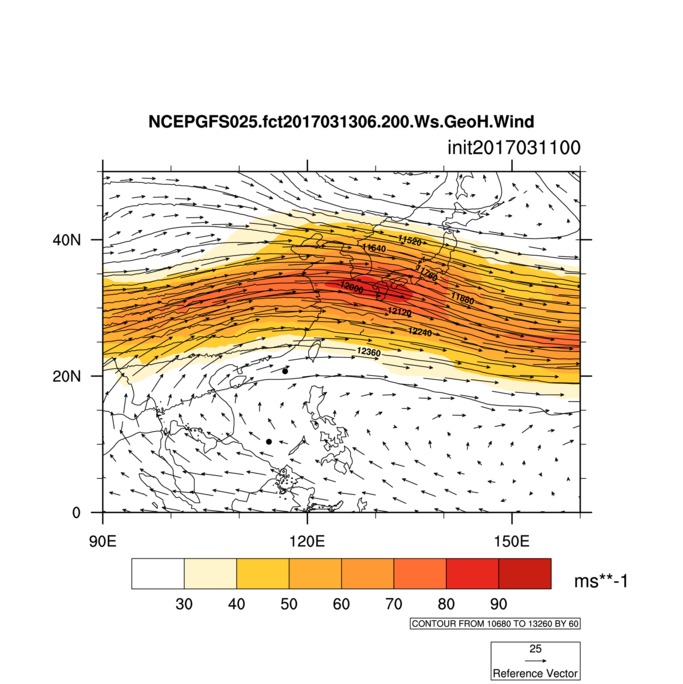 NCEPGFS025.fct2017031306.200.Ws.GeoH.Wind
init2017031100
40N
20N
0
11520
11640
11760
12000
11880
12120
12240
12360
90E 120E 150E
30 40 50 60 70 80 90
ms**-1
CONTOUR FROM 10680 TO 13260 BY 60
25
Reference Vector